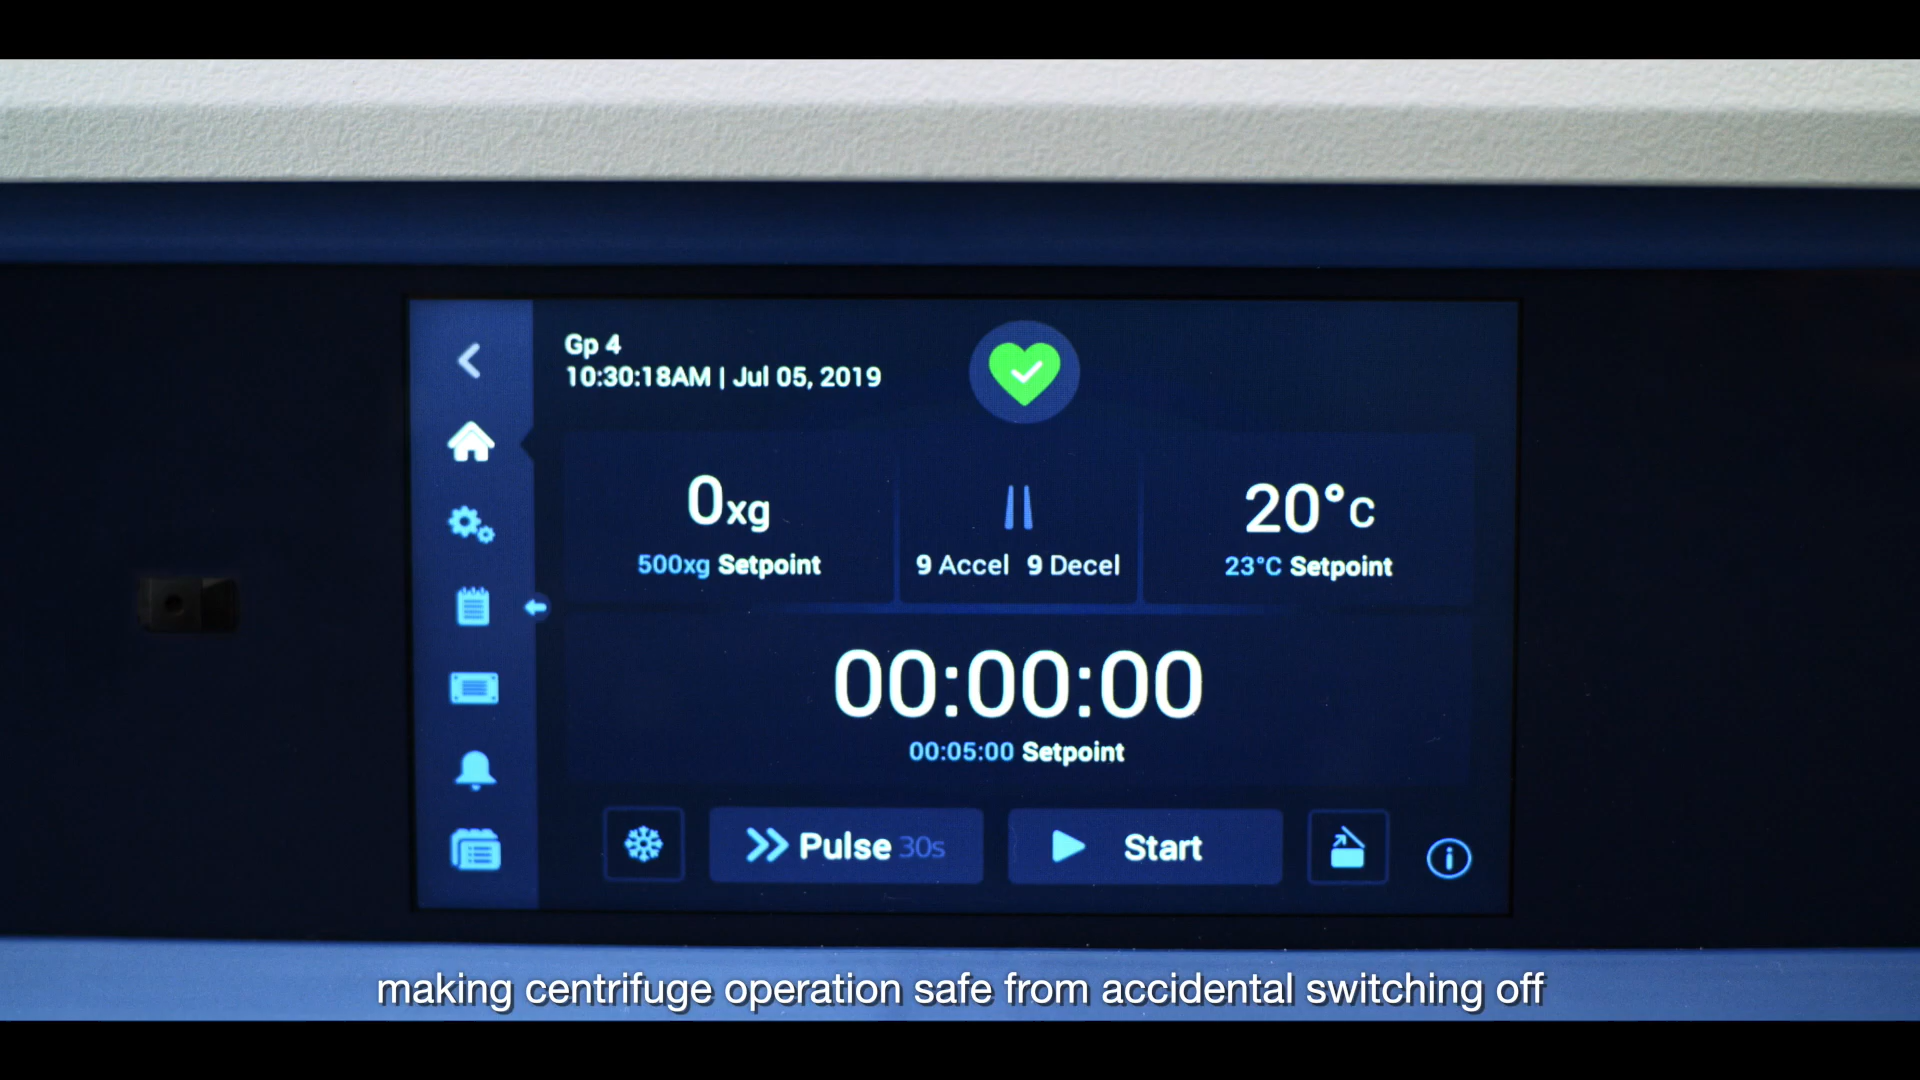 Gp 4
10:30:18AM | Jul 05, 2019
0xg
500xg Setpoint
9 Accel 9 Decel
20°C
23°C Setpoint
00:00:00
00:05:00 Setpoint
Pulse 30s
Start
making centrifuge operation safe from accidental switching off